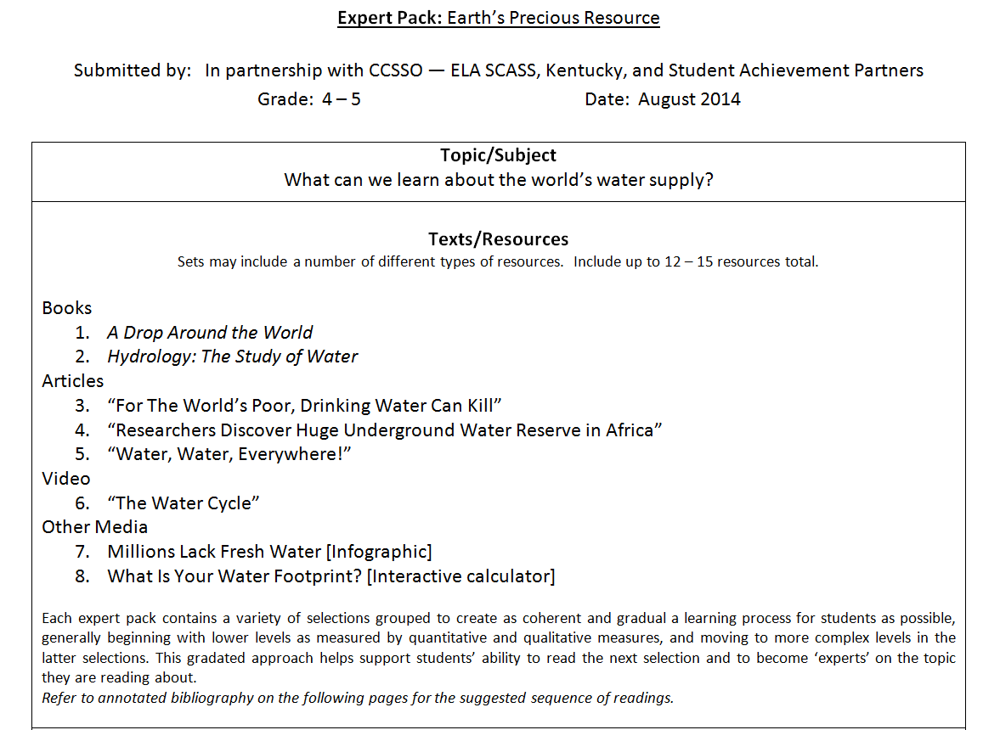 Expert Pack: Earth’s Precious Resource
Submitted by:   In partnership with CCSSO — ELA SCASS, Kentucky, and Student Achievement Partners
Grade:  4 – 5    Date:  August 2014
Topic/Subject
What can we learn about the world’s water supply?
Texts/Resources
Sets may include a number of different types of resources.  Include up to 12 – 15 resources total.
Books
1. A Drop Around the World
2. Hydrology: The Study of Water
Articles
3. “For The World’s Poor, Drinking Water Can Kill”
4. “Researchers Discover Huge Underground Water Reserve in Africa”
5. “Water, Water, Everywhere!”
Video
6. “The Water Cycle”
Other Media
7. Millions Lack Fresh Water [Infographic]
8. What Is Your Water Footprint? [Interactive calculator]
Each expert pack contains a variety of selections grouped to create as coherent and gradual a learning process for students as possible,
generally beginning with lower levels as measured by quantitative and qualitative measures, and moving to more complex levels in the
latter selections. This gradated approach helps support students’ ability to read the next selection and to become ‘experts’ on the topic
they are reading about.
Refer to annotated bibliography on the following pages for the suggested sequence of readings.